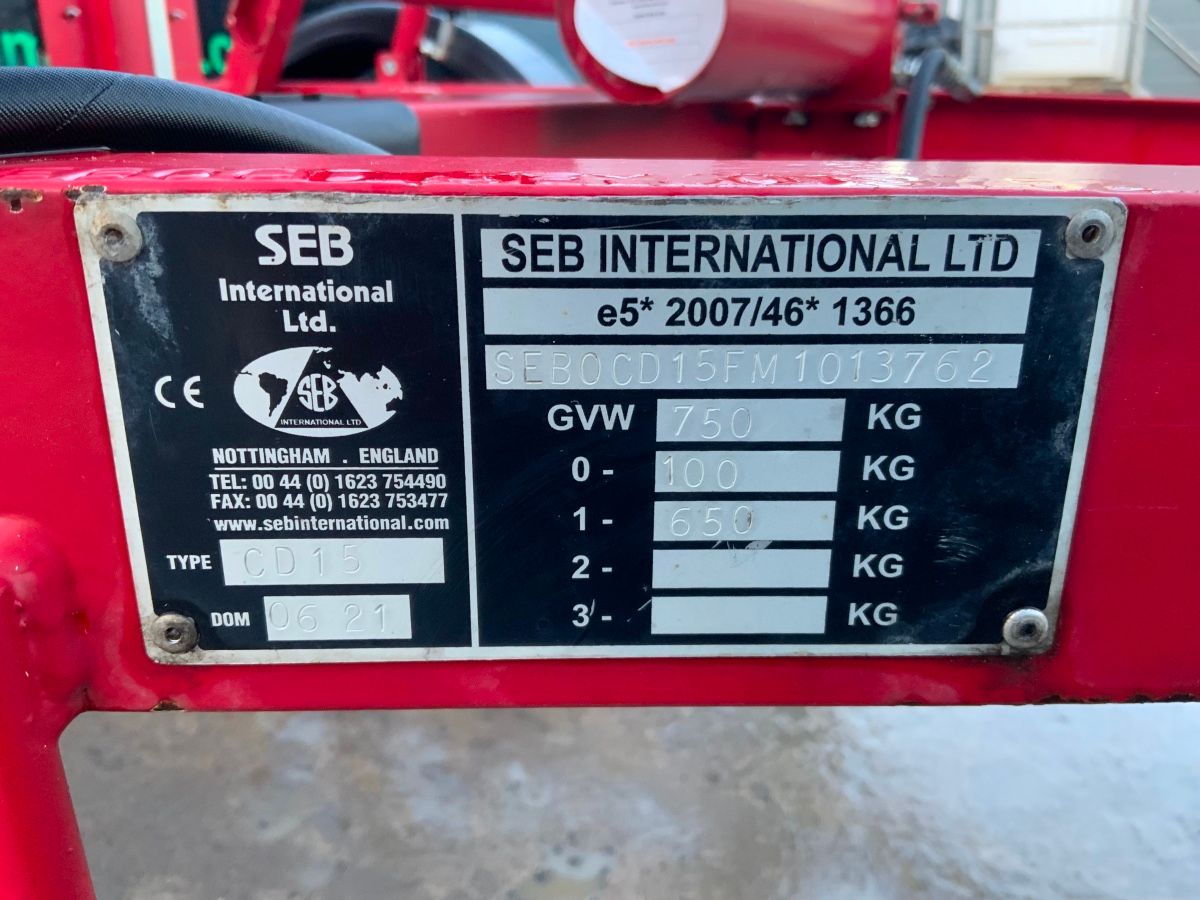 SEB
International
Ltd.
CE
SEB
INTERNATIONAL LTD
NOTTINGHAM . ENGLAND
TEL: 00 44 (0) 1623 754490
FAX: 00 44 (0) 1623 753477
www.sebinternational.com
TYPE CD15
DOM 06 21
SEB INTERNATIONAL LTD
e5* 2007/46* 1366
SEB0CD15FM1013762
GVW 750 KG
0 - 100 KG
1 - 650 KG
2 - KG
3 - KG